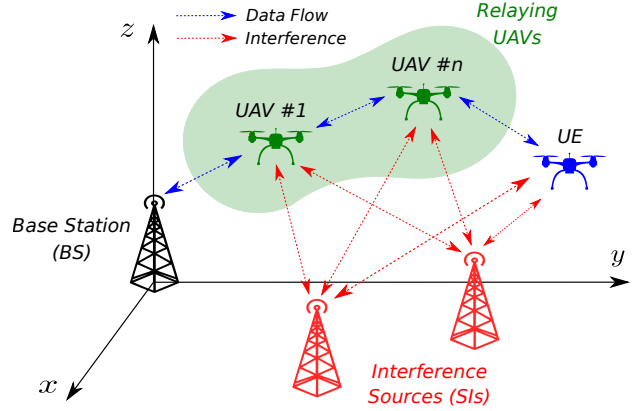 z
Data Flow
Interference
Relaying
UAVs
UAV #n
UAV #1
UE
Base Station
(BS)
y
x
Interference
Sources (SIs)